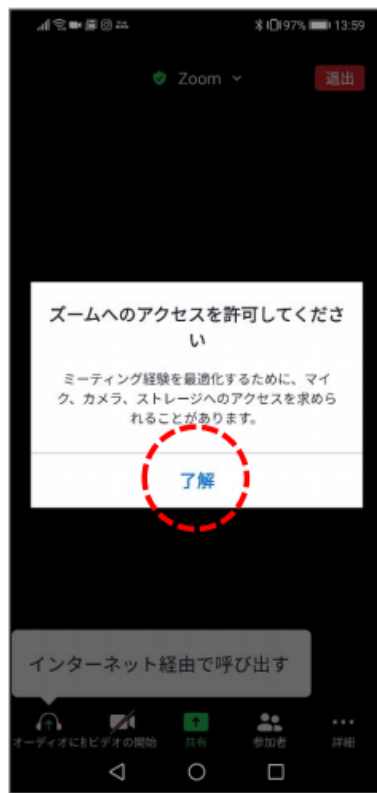 97% 13:59
Zoom
退出
ズームへのアクセスを許可してくださ
い
ミーティング経験を最適化するために、マイ
ク、カメラ、ストレージへのアクセスを求めら
れることがあります。
了解
インターネット経由で呼び出す
オーディオに ビデオの開始 共有 参加者 詳細